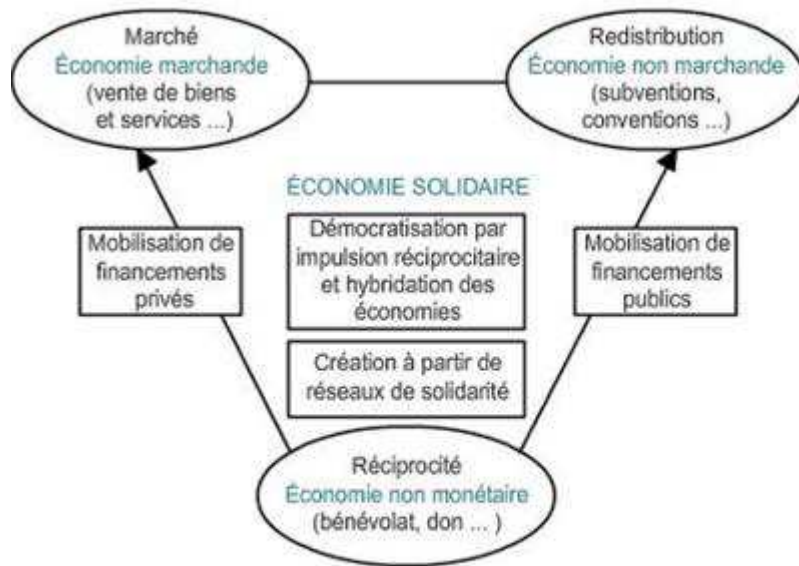 Marché
Économie marchande
(vente de biens
et services ...)
Redistribution
Économie non marchande
(subventions,
conventions ...)
ÉCONOMIE SOLIDAIRE
Mobilisation de
financements
privés
Démocratisation par
impulsion réciprocitaire
et hybridation des
économies
Mobilisation de
financements
publics
Création à partir de
réseaux de solidarité
Réciprocité
Économie non monétaire
(bénévolat, don ... )